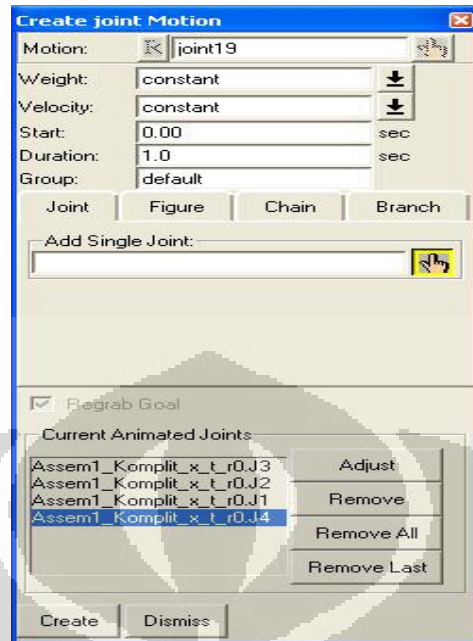 Create joint Motion
Motion: joint19
Weight: constant
Velocity: constant
Start: 0.00 sec
Duration: 1.0 sec
Group: default
Joint Figure Chain Branch
Add Single Joint:
Regrab Goal
Current Animated Joints
Assem1_Komplit_x_t_r0.J3
Assem1_Komplit_x_t_r0.J2
Assem1_Komplit_x_t_r0.J1
Assem1_Komplit_x_t_r0.J4
Adjust
Remove
Remove All
Remove Last
Create Dismiss